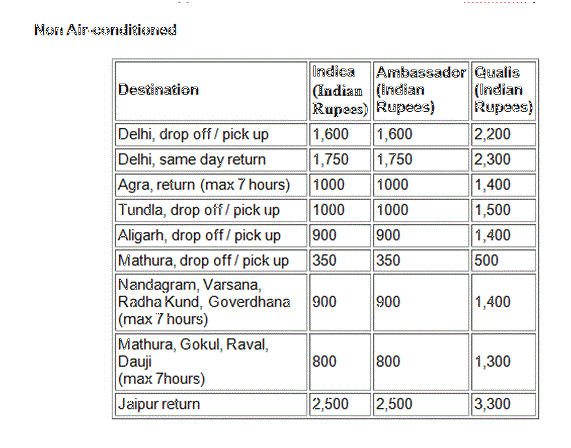 Non Air-conditioned
Destination Indica (Indian Rupees) Ambassador (Indian Rupees) Qualis (Indian Rupees)
Delhi, drop off / pick up 1,600 1,600 2,200
Delhi, same day return 1,750 1,750 2,300
Agra, return (max 7 hours) 1000 1000 1,400
Tundla, drop off / pick up 1000 1000 1,500
Aligarh, drop off / pick up 900 900 1,400
Mathura, drop off / pick up 350 350 500
Nandagram, Varsana,
Radha Kund, Goverdhana 900 900 1,400
(max 7 hours)
Mathura, Gokul, Raval,
Dauji 800 800 1,300
(max 7hours)
Jaipur return 2,500 2,500 3,300